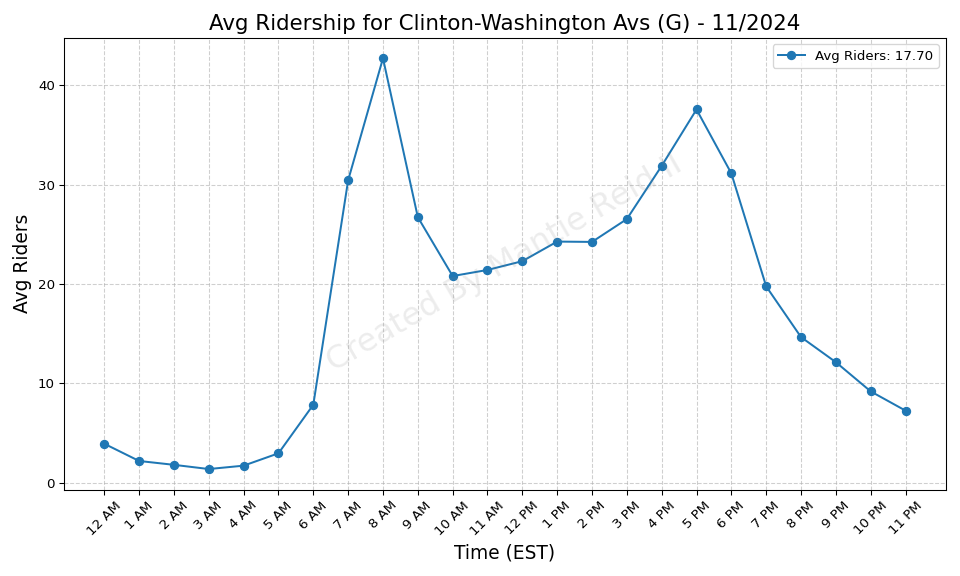 Avg Ridership for Clinton-Washington Avs (G) - 11/2024
Avg Riders: 17.70
Avg Riders
40
30
20
10
0
Created By Mantie Reid II
12 AM
1 AM
2 AM
3 AM
4 AM
5 AM
6 AM
7 AM
8 AM
9 AM
10 AM
11 AM
12 PM
1 PM
2 PM
3 PM
4 PM
5 PM
6 PM
7 PM
8 PM
9 PM
10 PM
11 PM
Time (EST)